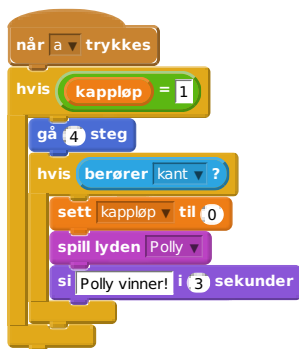 når a trykkes
hvis kappløp = 1
gå 4 steg
hvis berører kant ?
sett kappløp til 0
spill lyden Polly
si Polly vinner! i 3 sekunder